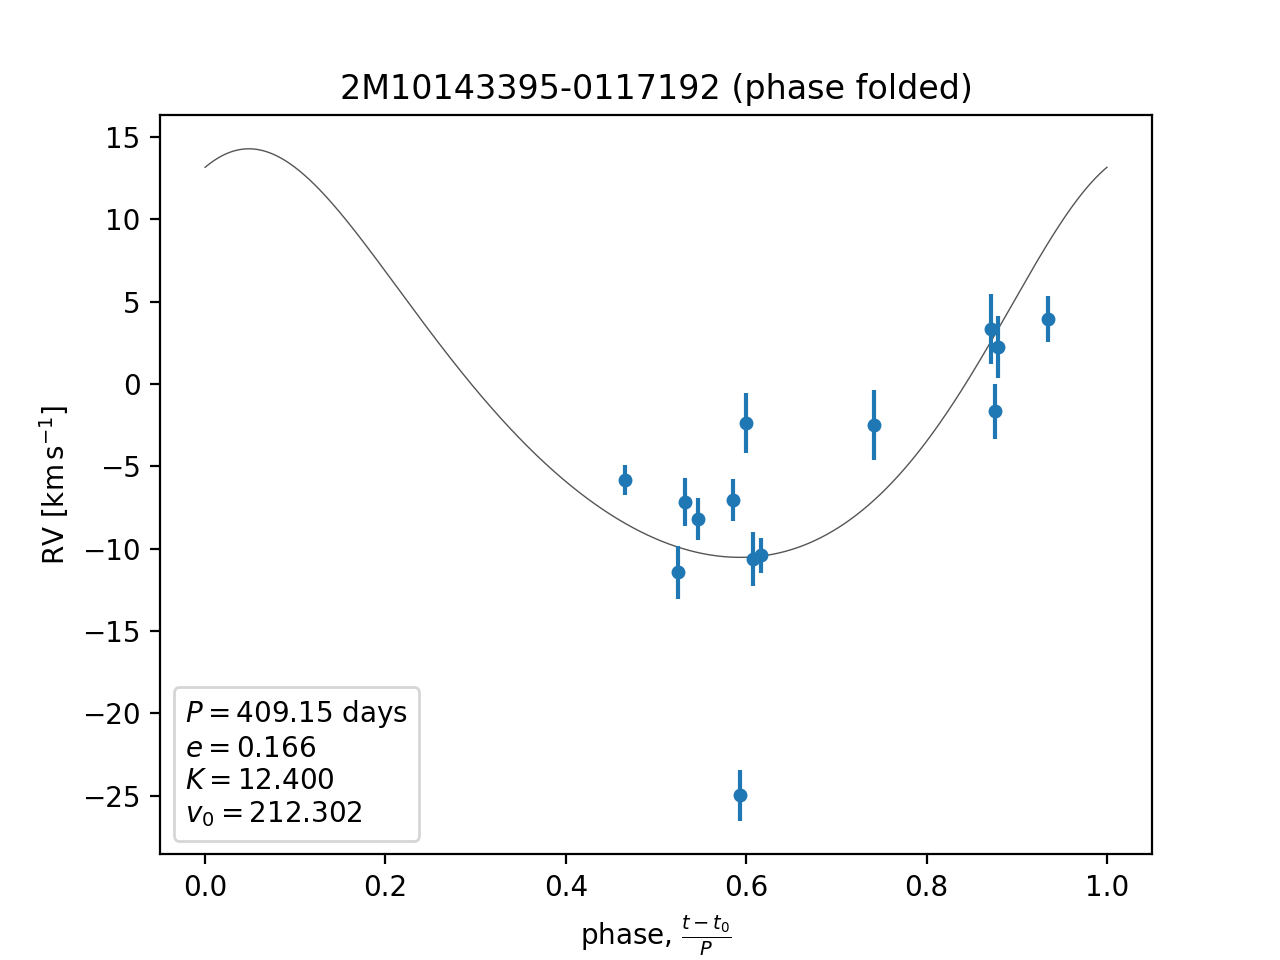 2M10143395-0117192 (phase folded)
15
10
5
0
−5
−10
−15
−20
−25
RV [km s⁻¹]
P = 409.15 days
e = 0.166
K = 12.400
v₀ = 212.302
0.0 0.2 0.4 0.6 0.8 1.0
phase, (t − t₀)/P